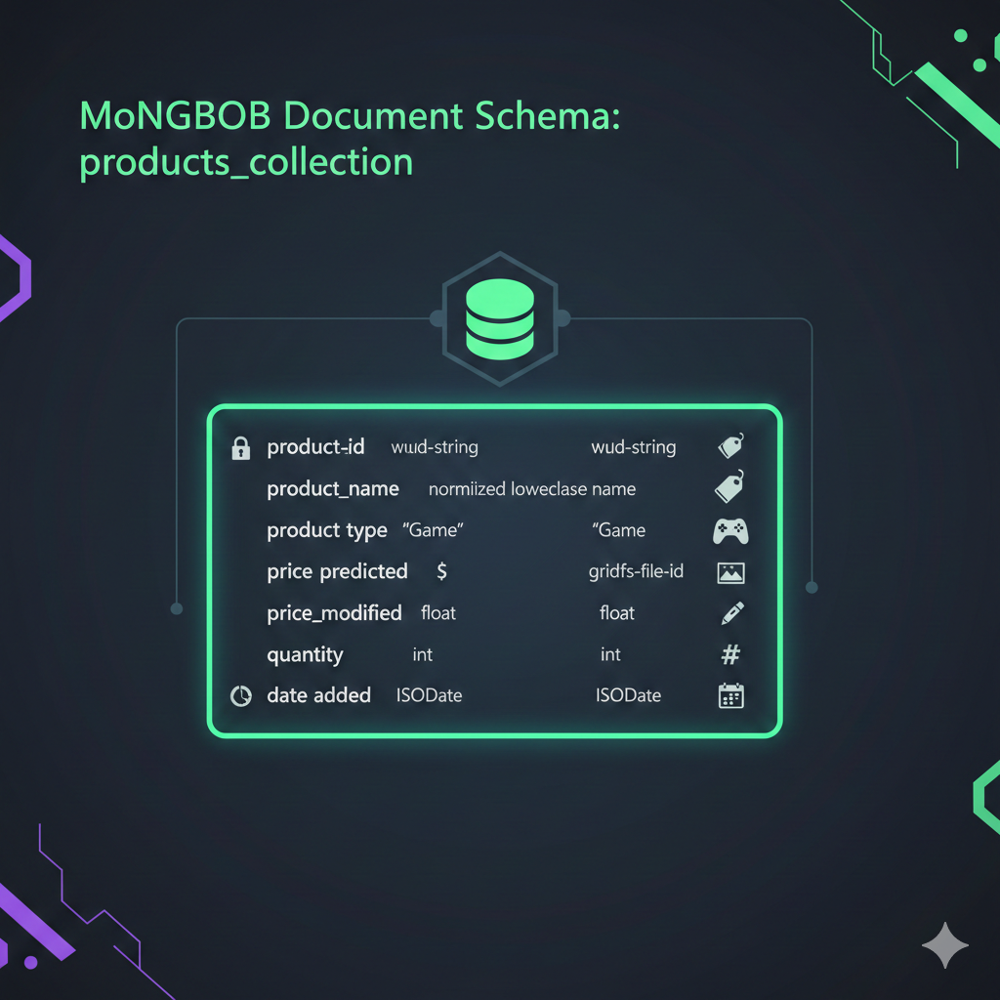 MoNGBOB Document Schema:
products_collection
product-id wud-string wud-string
product_name normiized loweclase name
product type "Game" "Game
price predicted $ gridfs-file-id
price_modified float float
quantity int int #
date added ISODate ISODate